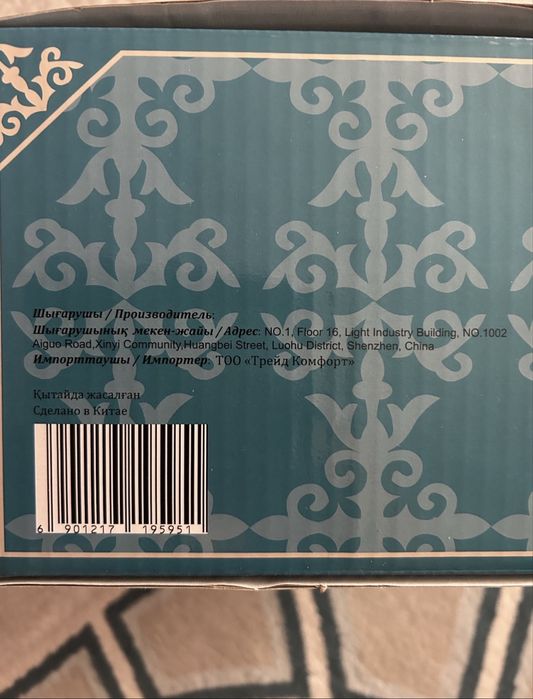 Шығарушы / Производитель:
Шығарушының мекен-жайы / Адрес: NO.1, Floor 16, Light Industry Building, NO.1002
Aiguo Road,Xinyi Community,Huangbei Street, Luohu District, Shenzhen, China
Импорттаушы / Импортер: ТОО «Трейд Комфорт»
Қытайда жасалған
Сделано в Китае
6 901217 195951